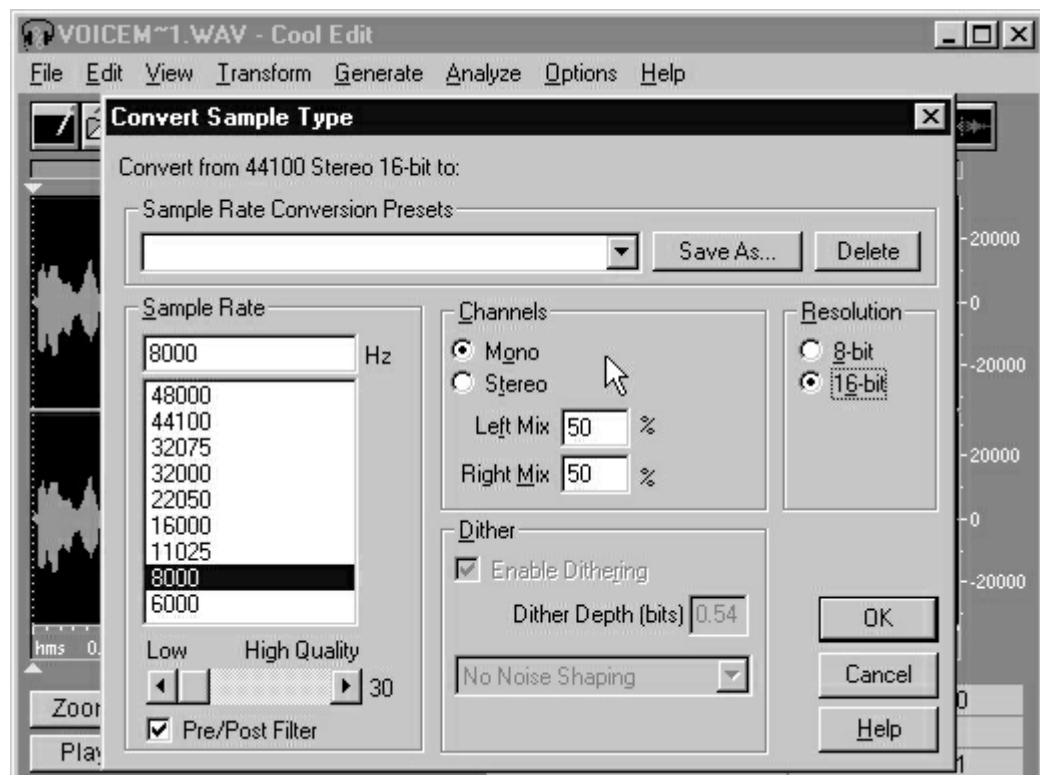 VOICEM~1.WAV - Cool Edit
File Edit View Transform Generate Analyze Options Help
Convert Sample Type
Convert from 44100 Stereo 16-bit to:
Sample Rate Conversion Presets
Save As... Delete
Sample Rate
8000 Hz
48000
44100
32075
32000
22050
16000
11025
8000
6000
Low High Quality
30
Pre/Post Filter
Channels
Mono
Stereo
Left Mix 50 %
Right Mix 50 %
Dither
Enable Dithering
Dither Depth (bits) 0.54
No Noise Shaping
Resolution
8-bit
16-bit
OK
Cancel
Help
-20000
-0
-20000
-20000
-0
-20000
hms 0.
Zoo
Play
0
1